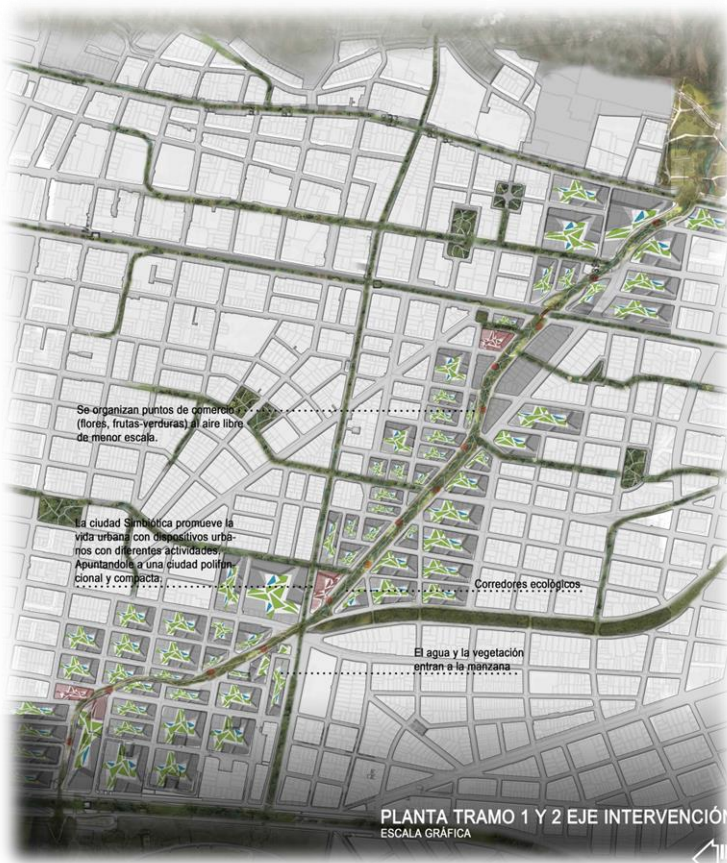 Se organizan puntos de comercio
(flores, frutas-verduras) al aire libre
de menor escala.
La ciudad Simbiótica promueve la
vida urbana con dispositivos urba-
nos con diferentes actividades.
Apuntandole a una ciudad polifun-
cional y compacta.
Corredores ecológicos
El agua y la vegetación
entran a la manzana
PLANTA TRAMO 1 Y 2 EJE INTERVENCIÓN
ESCALA GRÁFICA